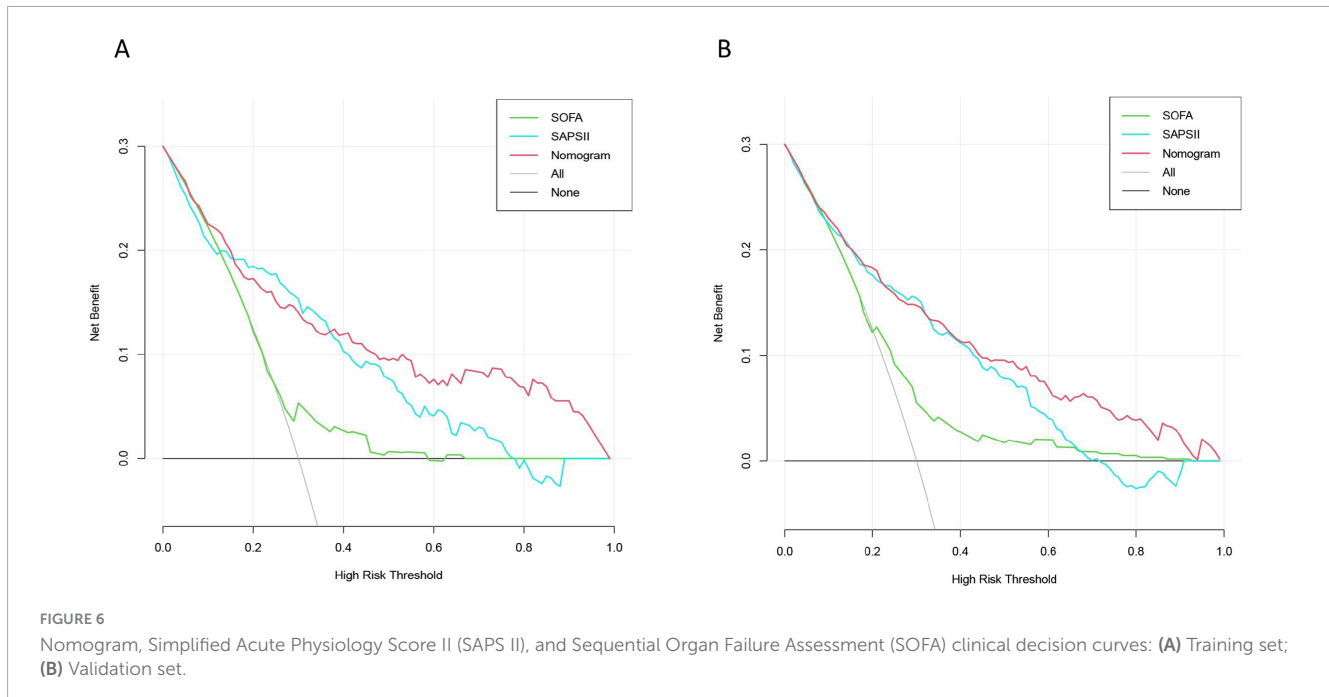 A
SOFA
SAPSII
Nomogram
All
None
0.3
0.2
0.1
0.0
Net Benefit
0.0 0.2 0.4 0.6 0.8 1.0
High Risk Threshold
B
SOFA
SAPSII
Nomogram
All
None
0.3
0.2
0.1
0.0
Net Benefit
0.0 0.2 0.4 0.6 0.8 1.0
High Risk Threshold
FIGURE 6
Nomogram, Simplified Acute Physiology Score II (SAPS II), and Sequential Organ Failure Assessment (SOFA) clinical decision curves: (A) Training set;
(B) Validation set.